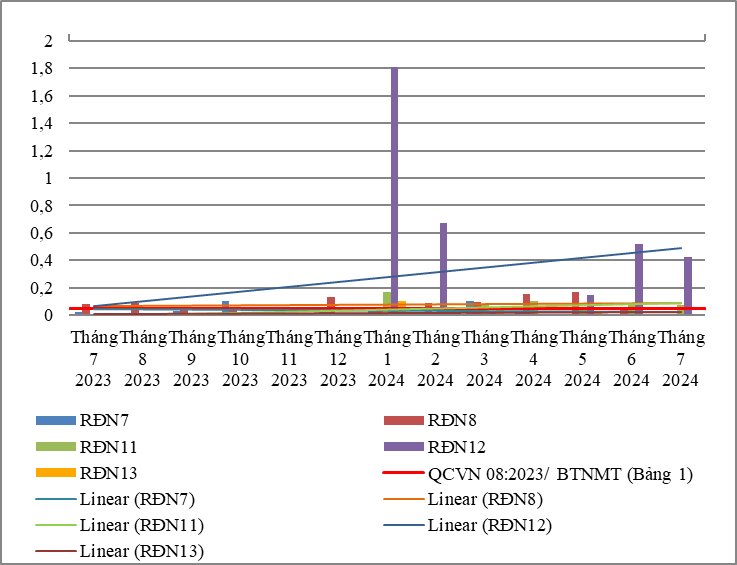 2
1,8
1,6
1,4
1,2
1
0,8
0,6
0,4
0,2
0
Tháng Tháng Tháng Tháng Tháng Tháng Tháng Tháng Tháng Tháng Tháng Tháng Tháng
7 8 9 10 11 12 1 2 3 4 5 6 7
2023 2023 2023 2023 2023 2023 2024 2024 2024 2024 2024 2024 2024
RĐN7 RĐN8
RĐN11 RĐN12
RĐN13 QCVN 08:2023/ BTNMT (Bảng 1)
Linear (RĐN7) Linear (RĐN8)
Linear (RĐN11) Linear (RĐN12)
Linear (RĐN13)